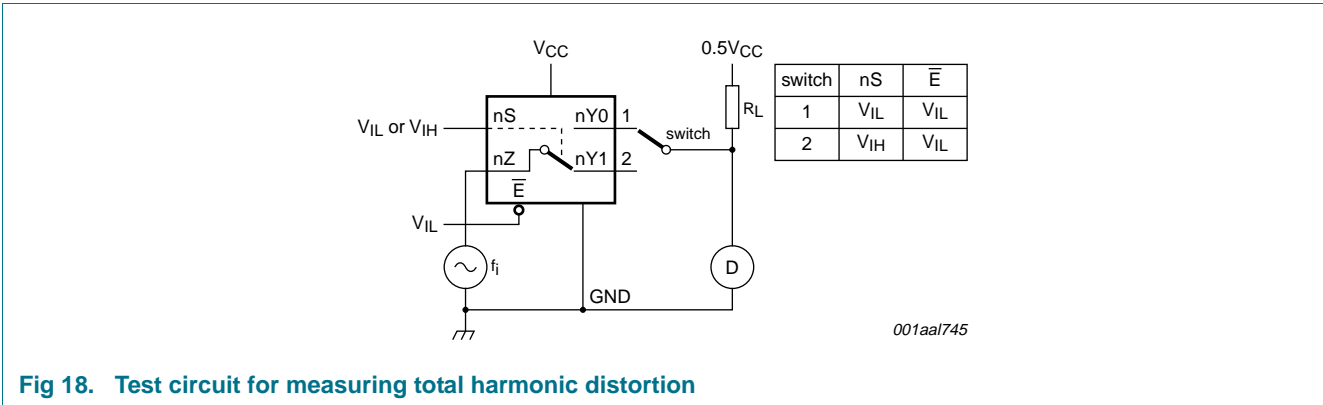 VCC
0.5VCC
switch nS E̅
1 VIL VIL
2 VIH VIL
RL
VIL or VIH
nS nY0 1
switch
nZ nY1 2
E̅
VIL
fi
D
GND
001aal745
Fig 18. Test circuit for measuring total harmonic distortion